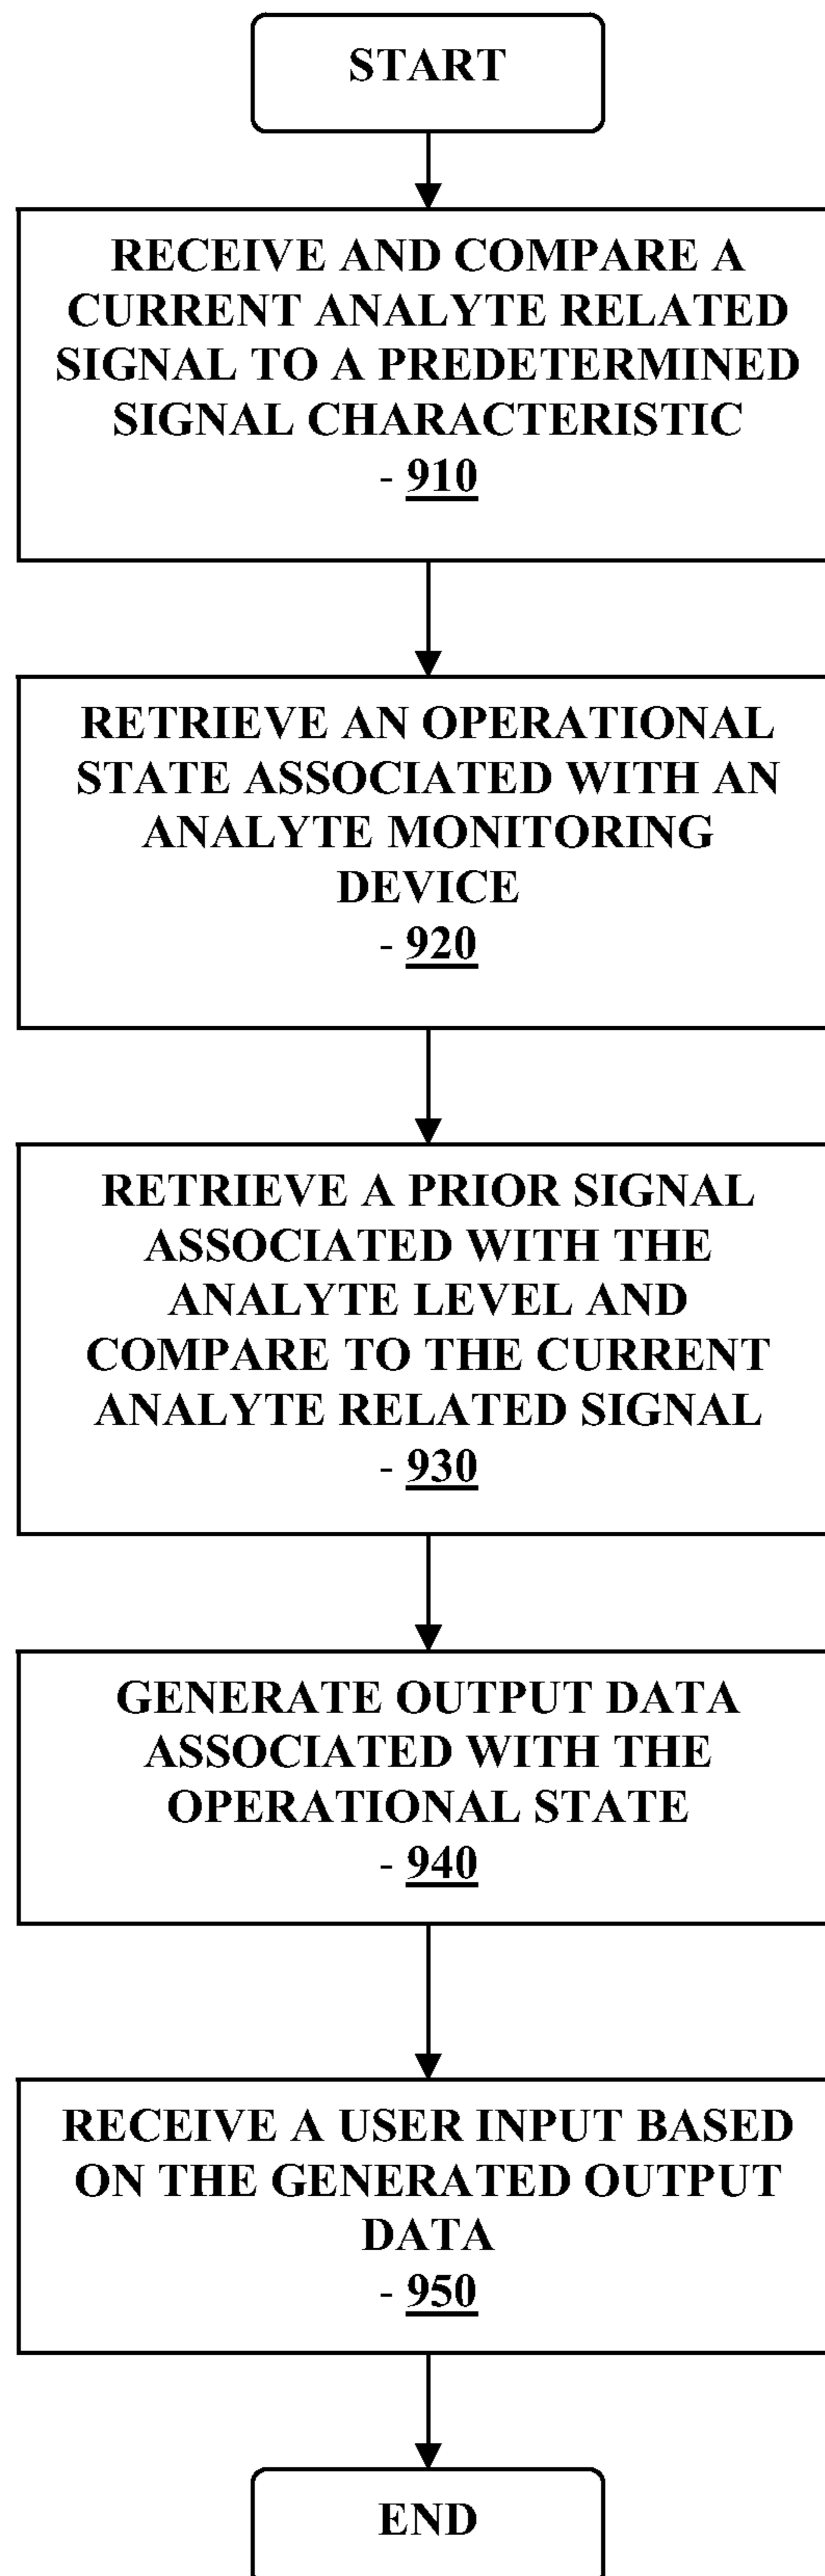 START
RECEIVE AND COMPARE A
CURRENT ANALYTE RELATED
SIGNAL TO A PREDETERMINED
SIGNAL CHARACTERISTIC
- 910
RETRIEVE AN OPERATIONAL
STATE ASSOCIATED WITH AN
ANALYTE MONITORING
DEVICE
- 920
RETRIEVE A PRIOR SIGNAL
ASSOCIATED WITH THE
ANALYTE LEVEL AND
COMPARE TO THE CURRENT
ANALYTE RELATED SIGNAL
- 930
GENERATE OUTPUT DATA
ASSOCIATED WITH THE
OPERATIONAL STATE
- 940
RECEIVE A USER INPUT BASED
ON THE GENERATED OUTPUT
DATA
- 950
END